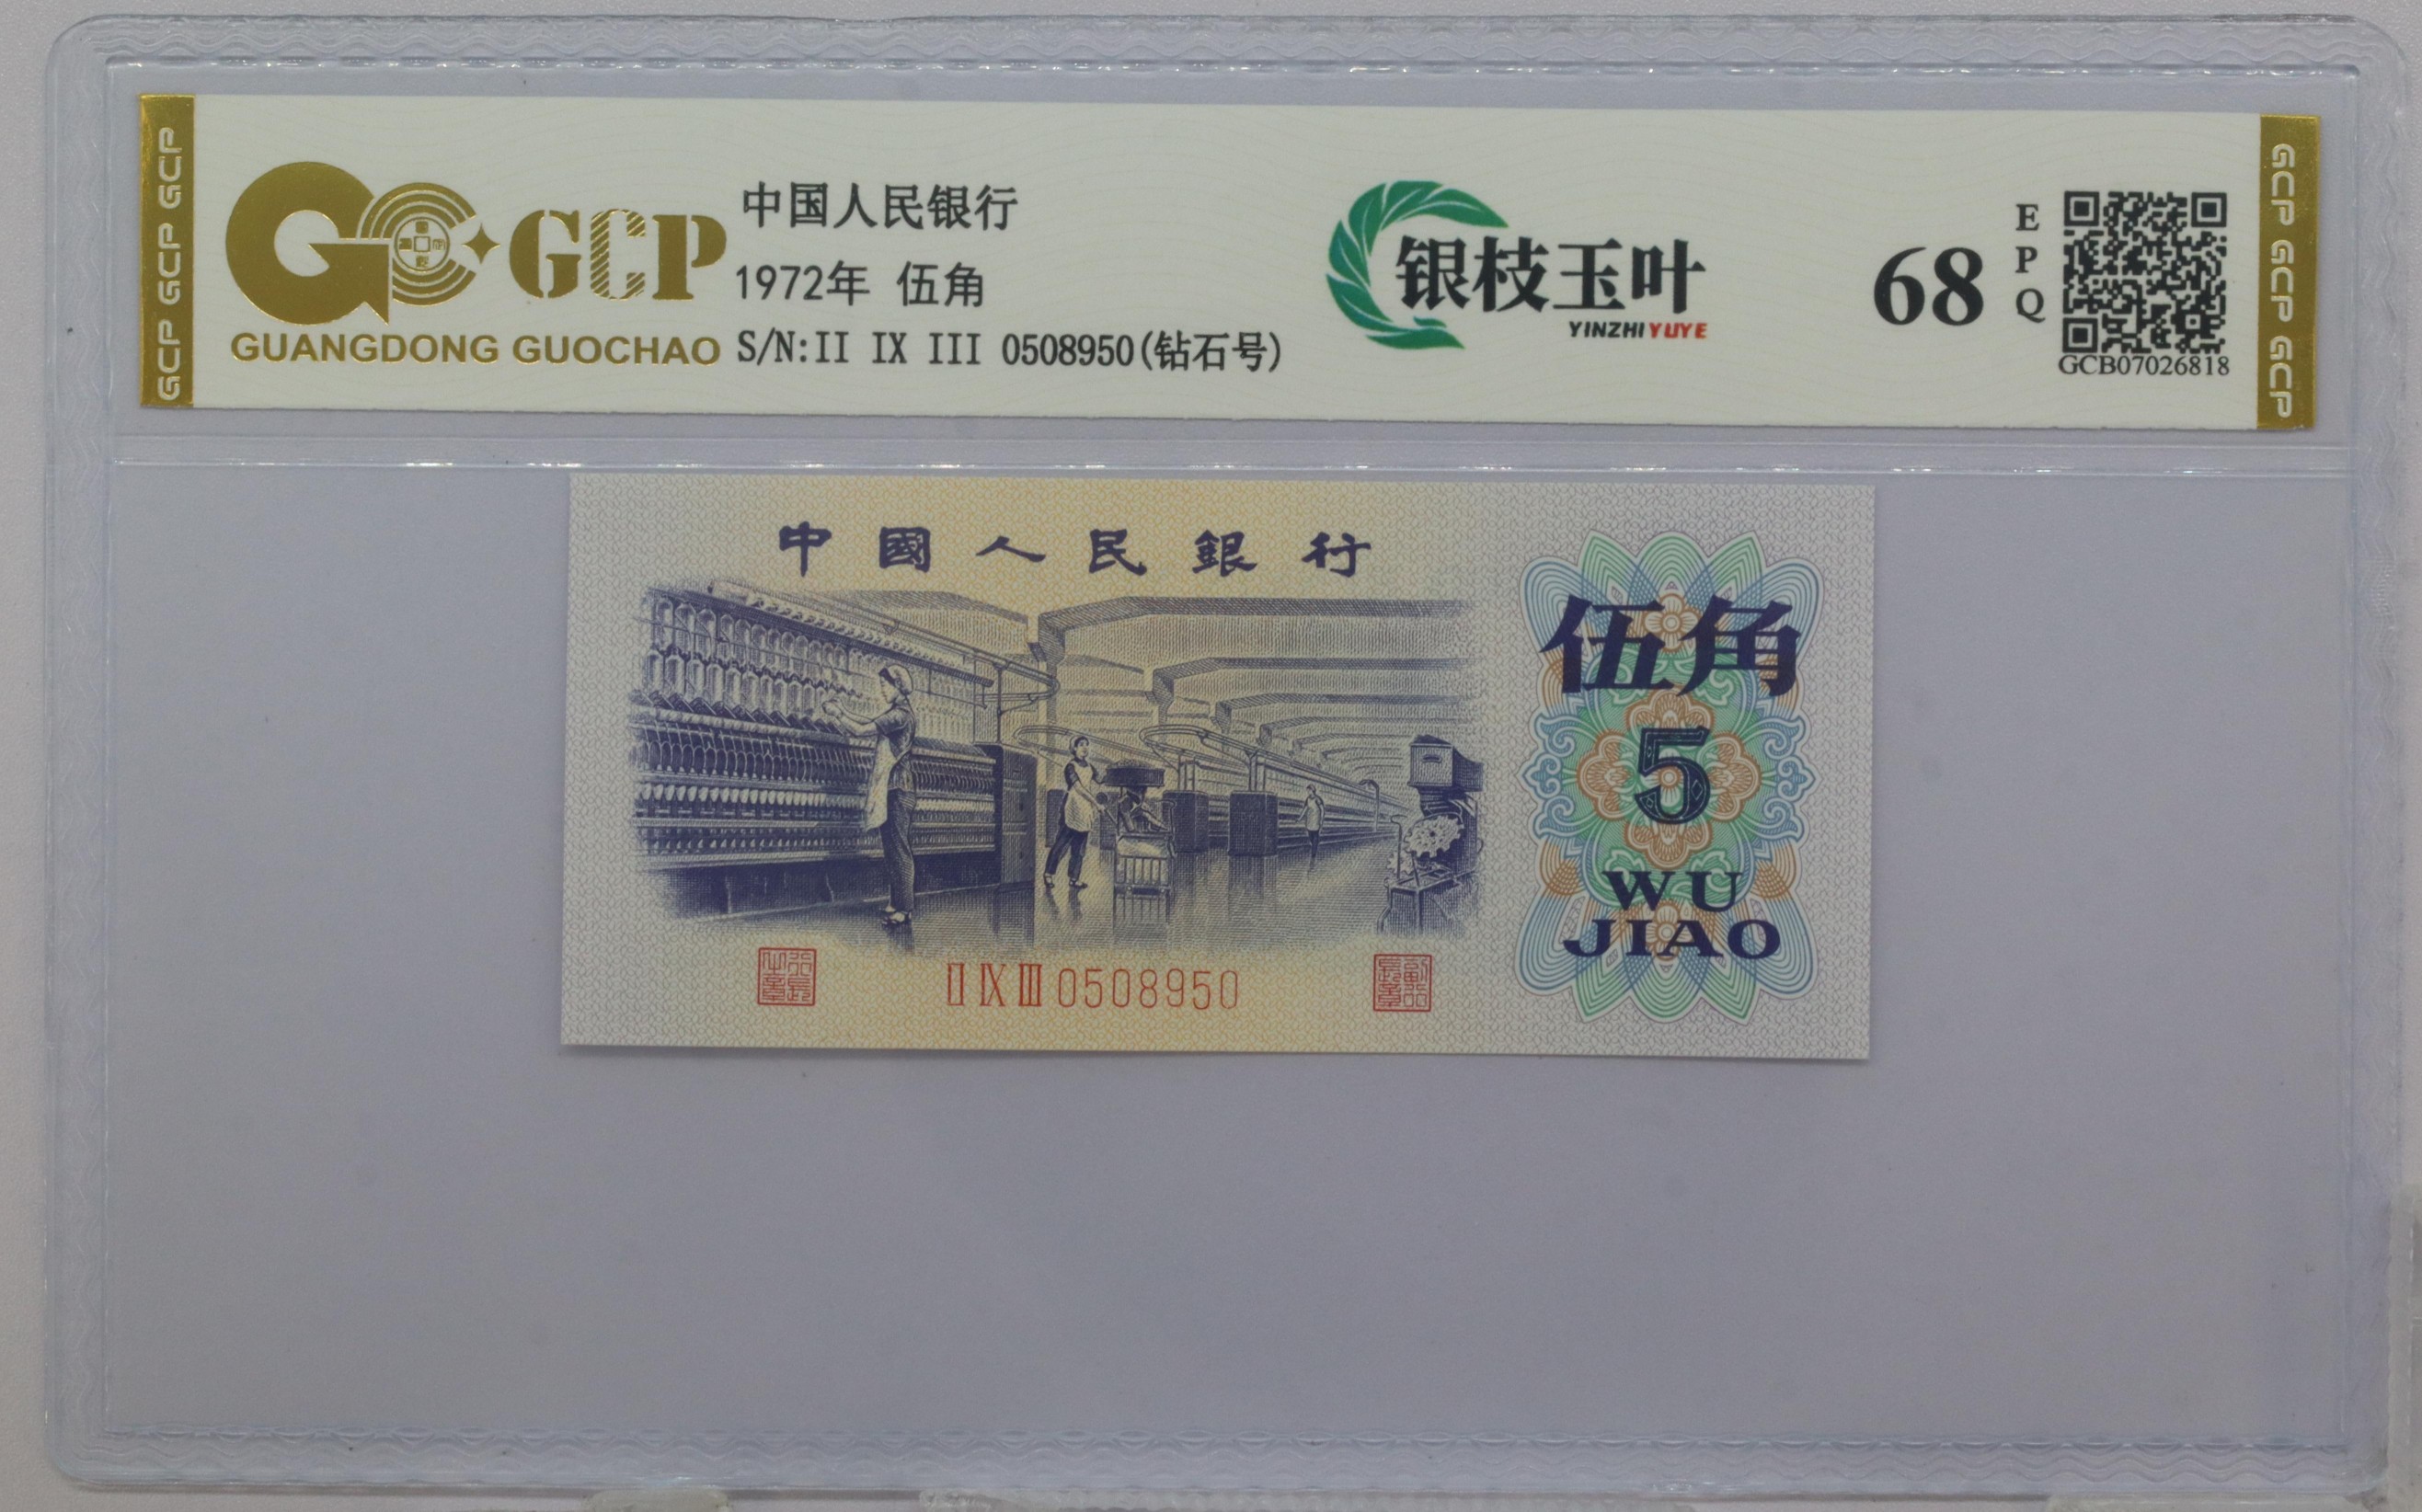 GCP GCP GCP
GCP
GUANGDONG GUOCHAO
中国人民银行
1972年 伍角
S/N:II IX III 0508950(钻石号)
银枝玉叶
YINZHIYUYE
68
EPQ
GCB07026818
GCP GCP GCP
中國人民銀行
伍角
5
WU
JIAO
II IX III 0508950